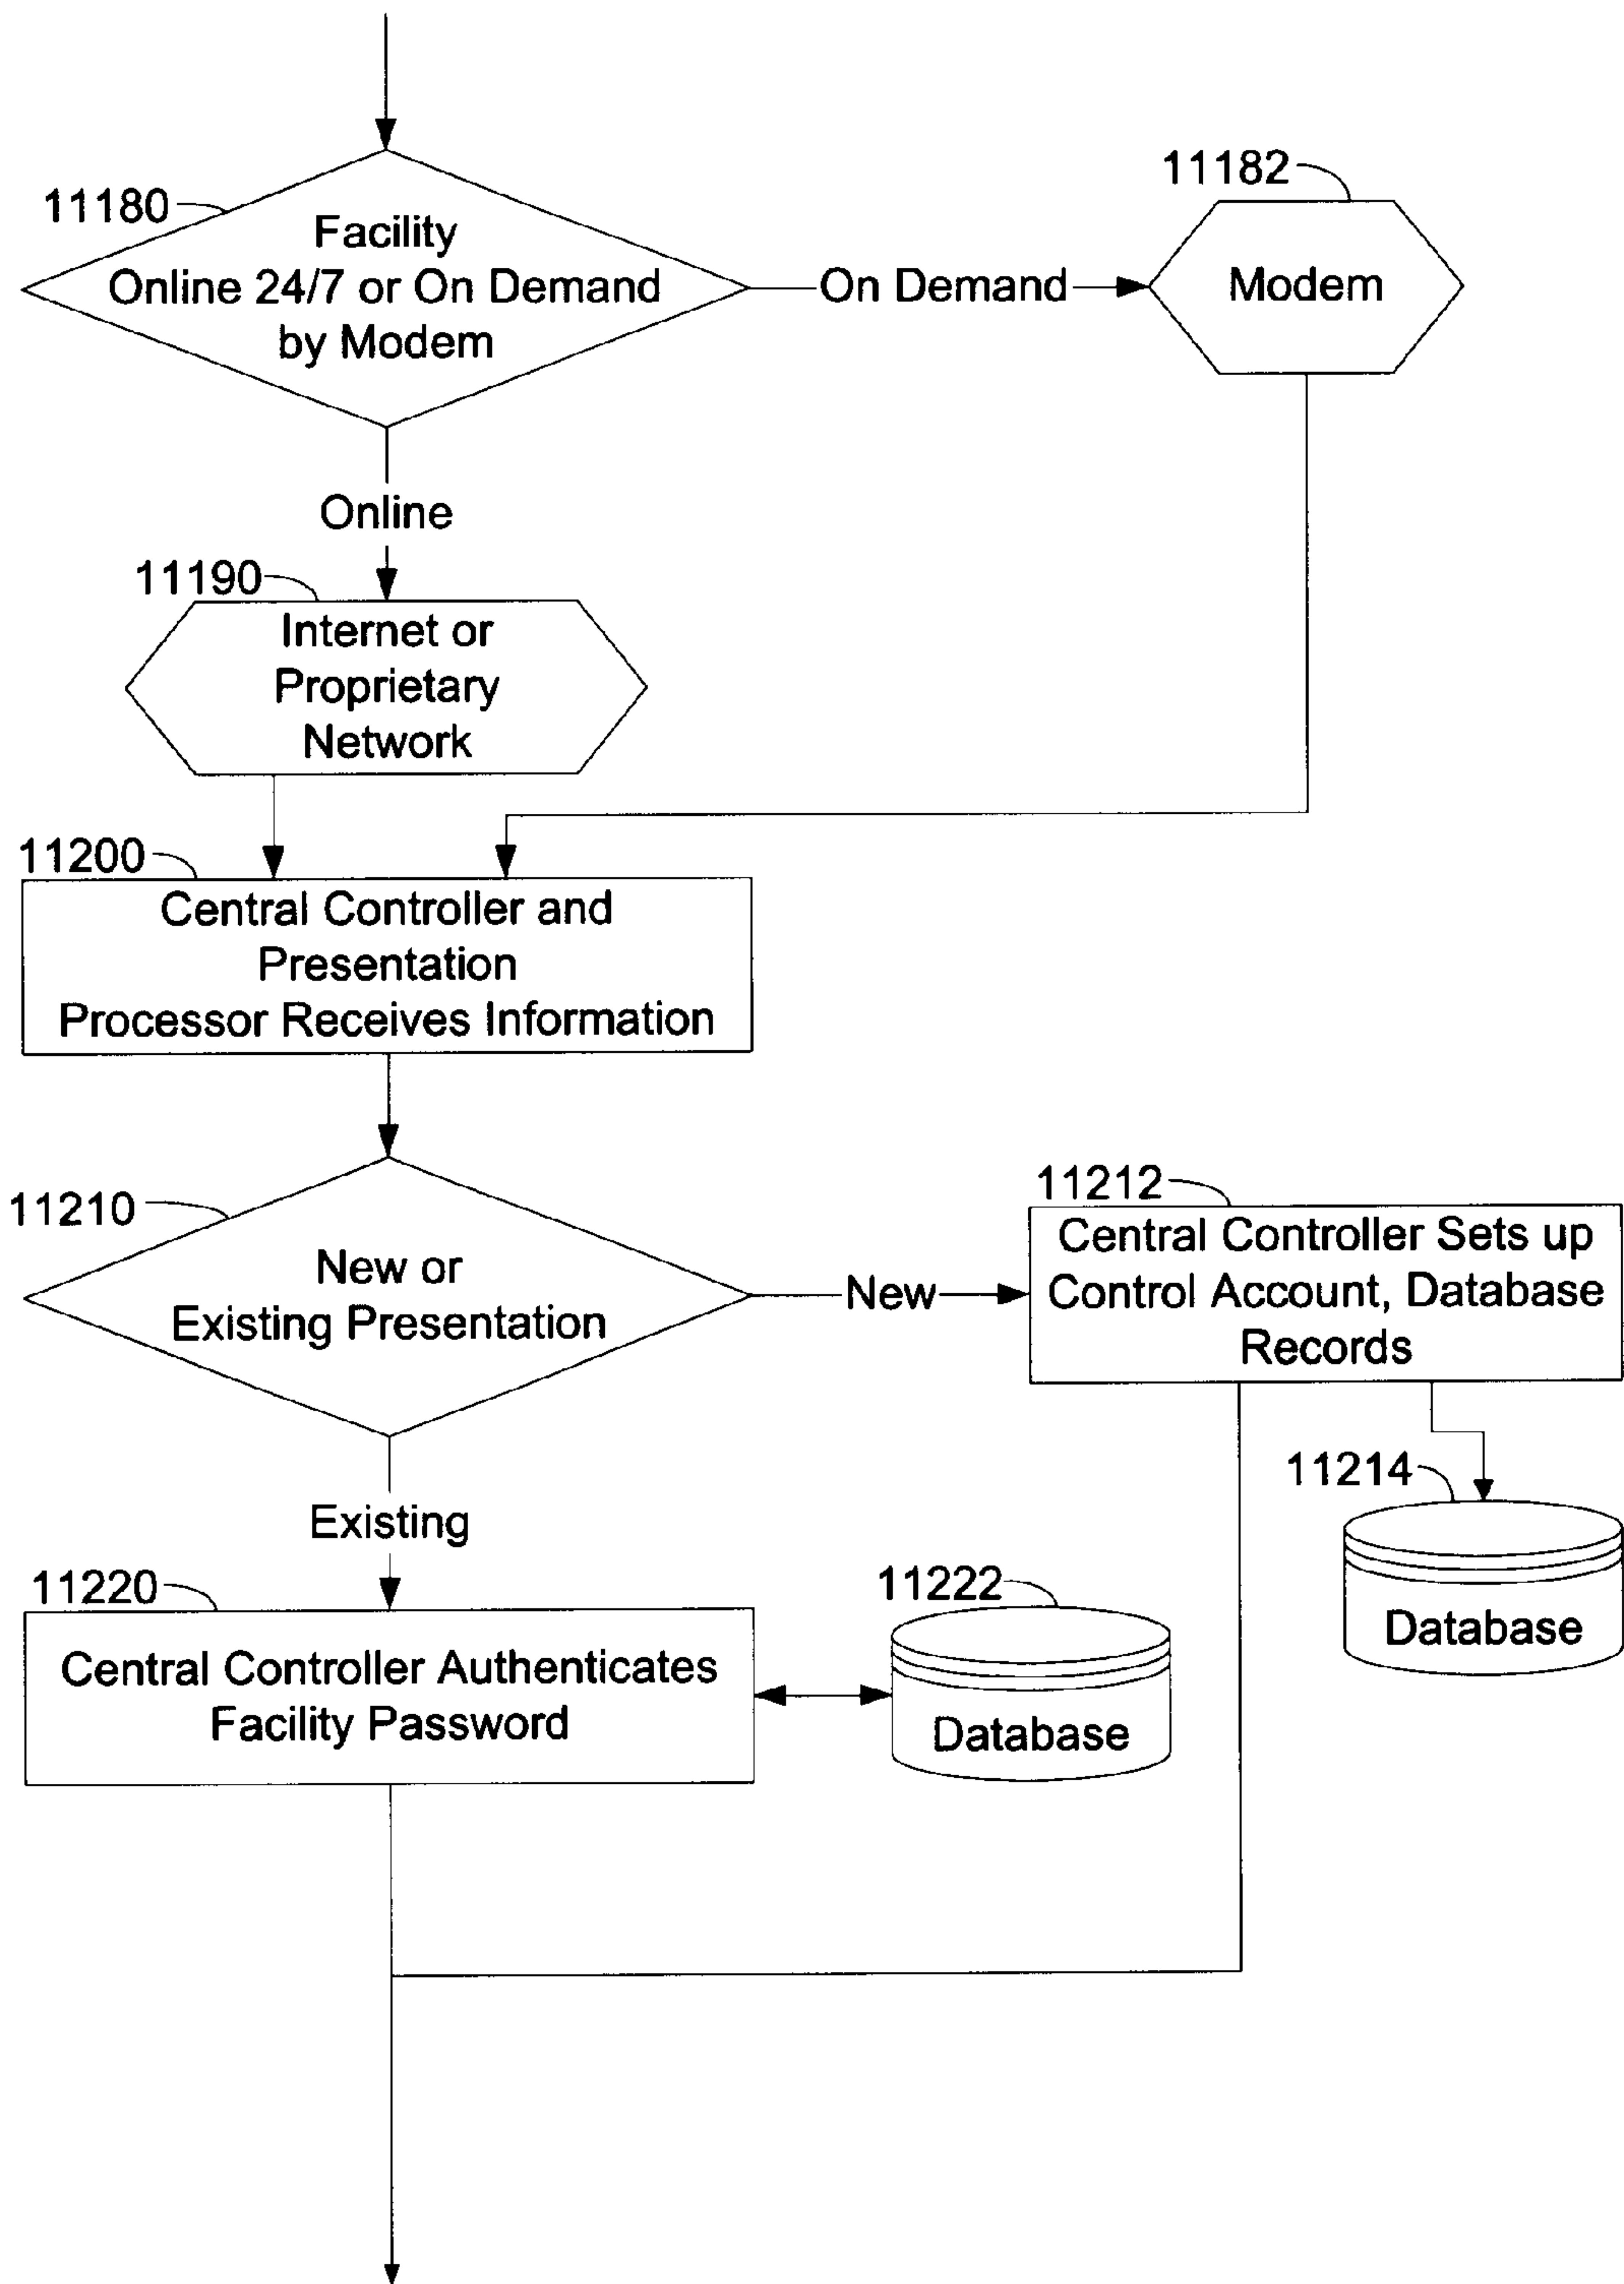 11180
Facility
Online 24/7 or On Demand
by Modem
On Demand
11182
Modem
Online
11190
Internet or
Proprietary
Network
11200
Central Controller and
Presentation
Processor Receives Information
11210
New or
Existing Presentation
New
11212
Central Controller Sets up
Control Account, Database
Records
11214
Database
Existing
11220
Central Controller Authenticates
Facility Password
11222
Database